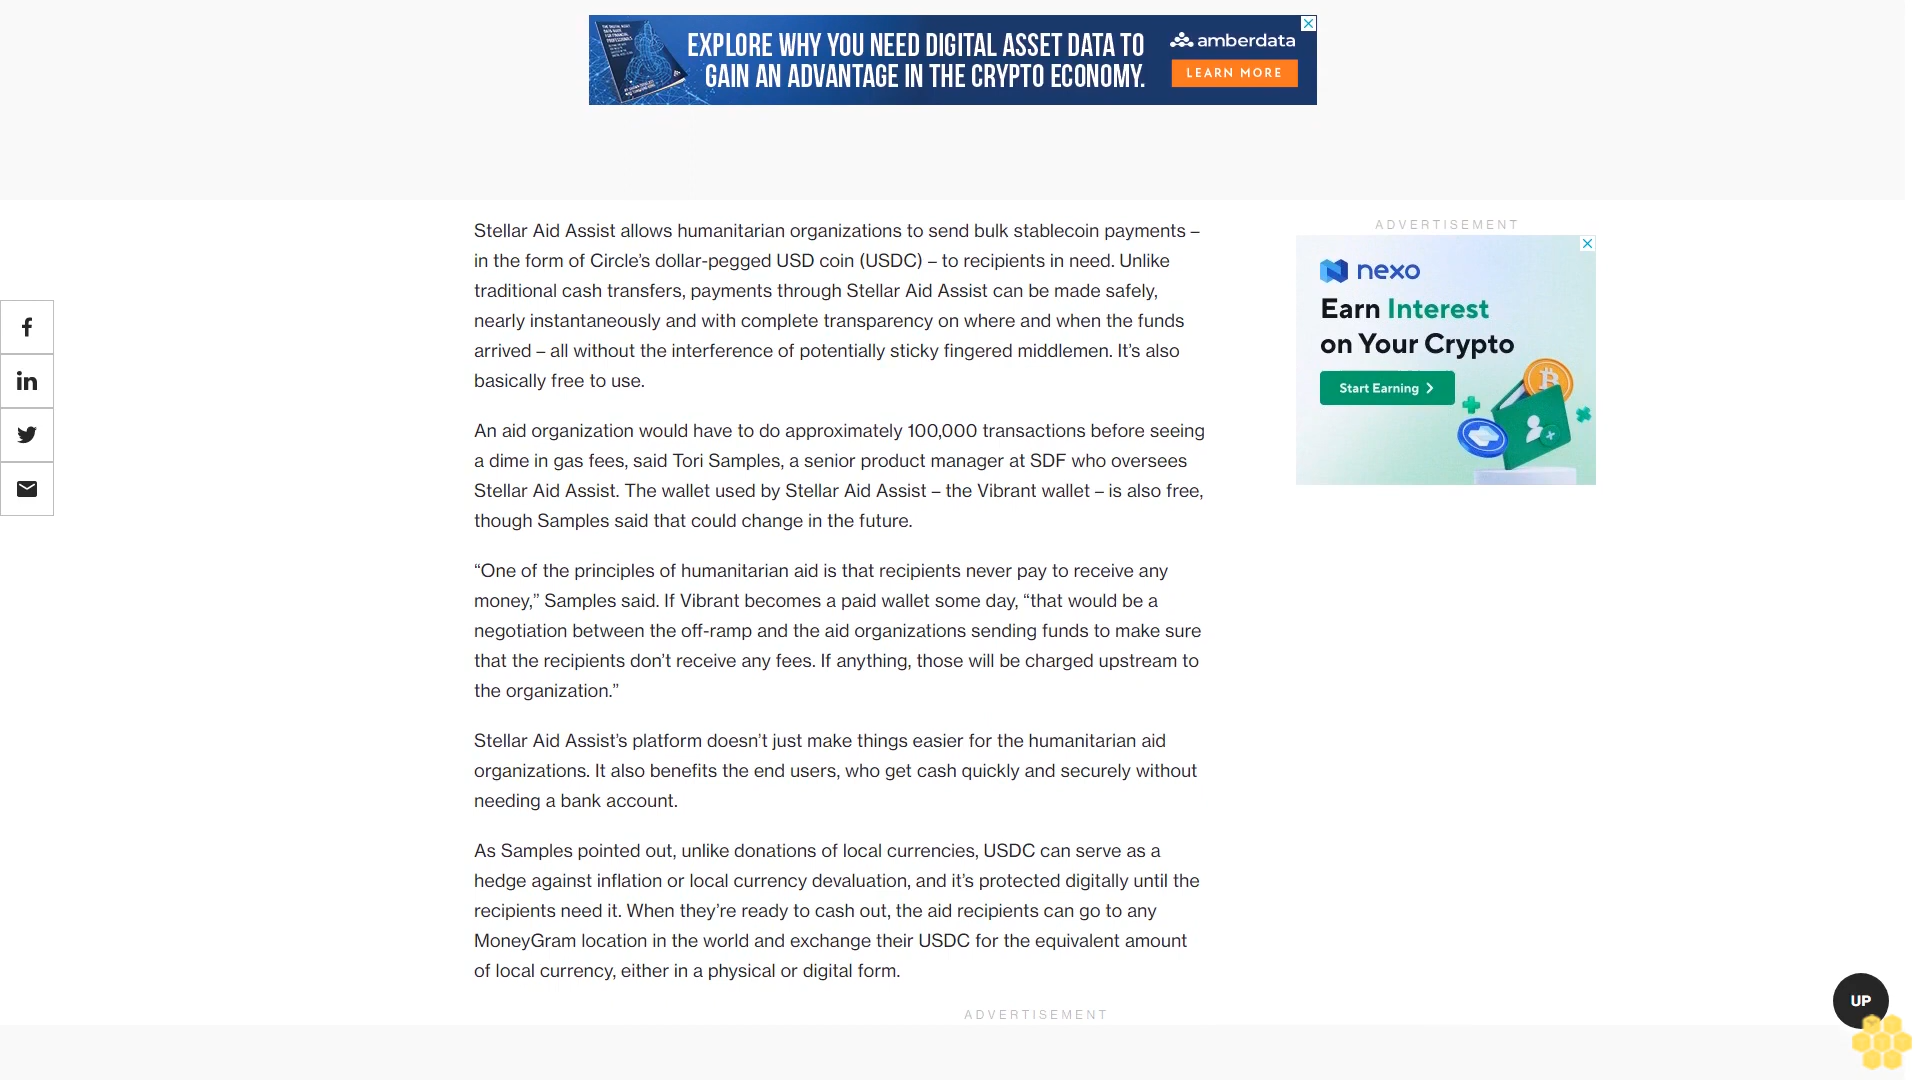 EXPLORE WHY YOU NEED DIGITAL ASSET DATA TO
GAIN AN ADVANTAGE IN THE CRYPTO ECONOMY.
amberdata
LEARN MORE
Stellar Aid Assist allows humanitarian organizations to send bulk stablecoin payments –
in the form of Circle’s dollar-pegged USD coin (USDC) – to recipients in need. Unlike
traditional cash transfers, payments through Stellar Aid Assist can be made safely,
nearly instantaneously and with complete transparency on where and when the funds
arrived – all without the interference of potentially sticky fingered middlemen. It’s also
basically free to use.
An aid organization would have to do approximately 100,000 transactions before seeing
a dime in gas fees, said Tori Samples, a senior product manager at SDF who oversees
Stellar Aid Assist. The wallet used by Stellar Aid Assist – the Vibrant wallet – is also free,
though Samples said that could change in the future.
“One of the principles of humanitarian aid is that recipients never pay to receive any
money,” Samples said. If Vibrant becomes a paid wallet some day, “that would be a
negotiation between the off-ramp and the aid organizations sending funds to make sure
that the recipients don’t receive any fees. If anything, those will be charged upstream to
the organization.”
Stellar Aid Assist’s platform doesn’t just make things easier for the humanitarian aid
organizations. It also benefits the end users, who get cash quickly and securely without
needing a bank account.
As Samples pointed out, unlike donations of local currencies, USDC can serve as a
hedge against inflation or local currency devaluation, and it’s protected digitally until the
recipients need it. When they’re ready to cash out, the aid recipients can go to any
MoneyGram location in the world and exchange their USDC for the equivalent amount
of local currency, either in a physical or digital form.
ADVERTISEMENT
ADVERTISEMENT
nexo
Earn Interest
on Your Crypto
Start Earning
UP